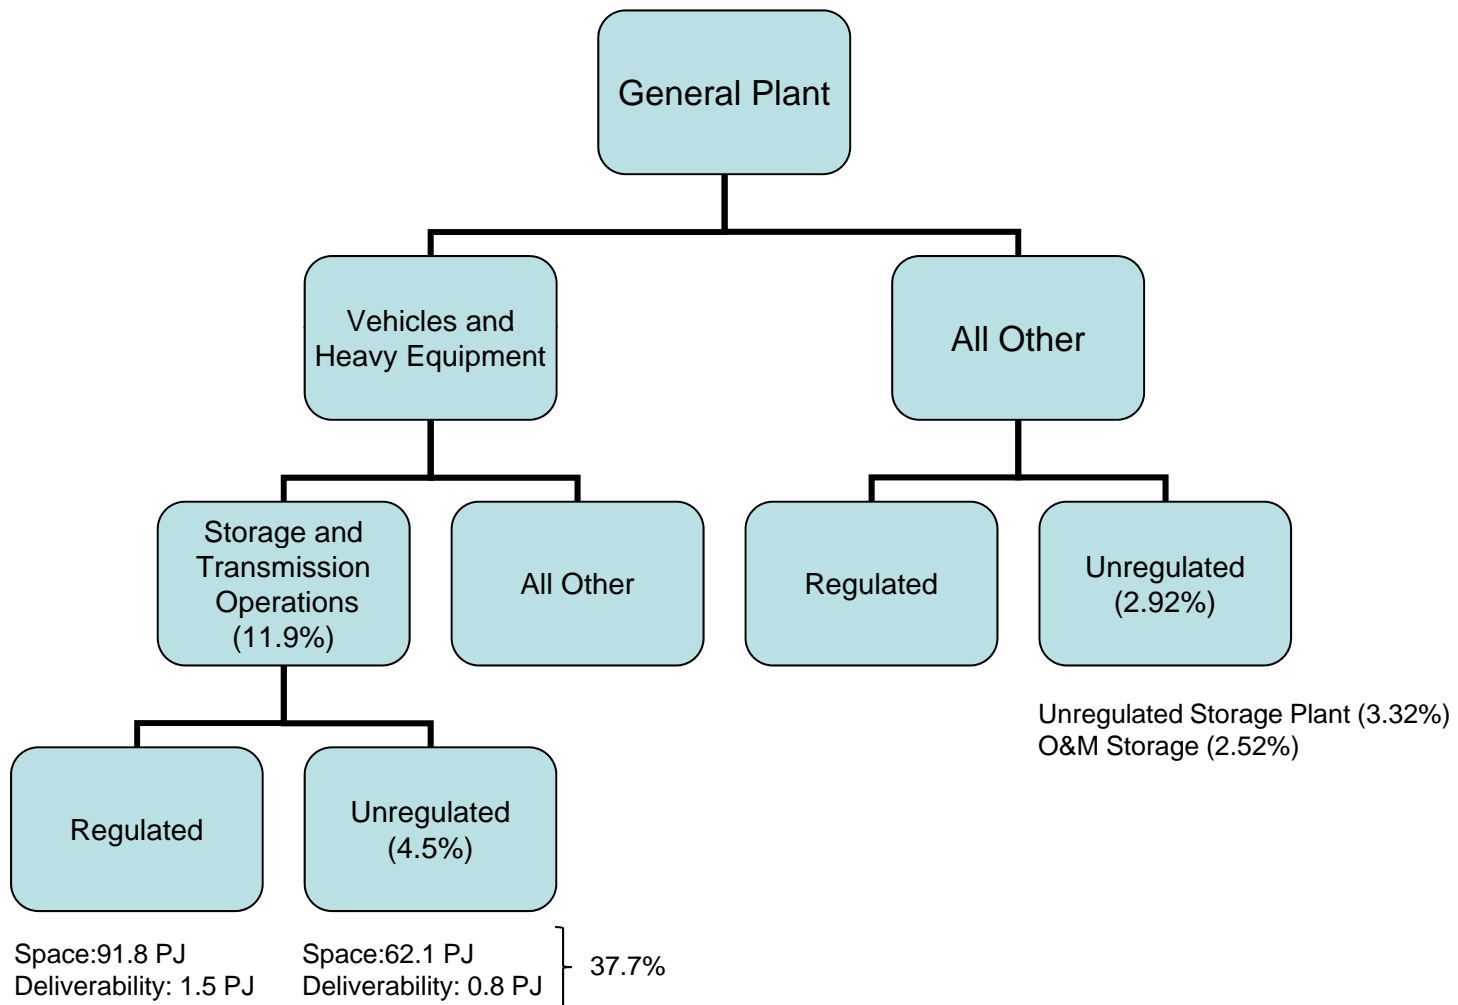 General Plant
Vehicles and
Heavy Equipment
All Other
Storage and
Transmission
Operations
(11.9%)
All Other
Regulated
Unregulated
(2.92%)
Unregulated Storage Plant (3.32%)
O&M Storage (2.52%)
Regulated
Unregulated
(4.5%)
Space:91.8 PJ
Deliverability: 1.5 PJ
Space:62.1 PJ
Deliverability: 0.8 PJ
37.7%